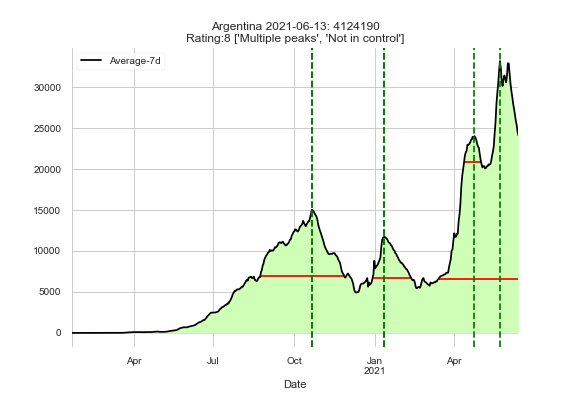 Argentina 2021-06-13: 4124190
Rating:8 ['Multiple peaks', 'Not in control']
Average-7d
30000
25000
20000
15000
10000
5000
0
Apr Jul Oct Jan Apr
2021
Date